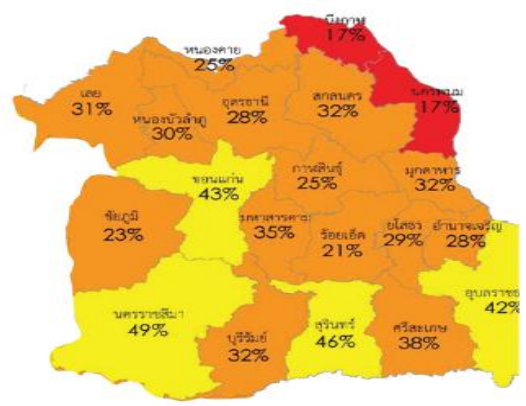 บึงกาฬ
17%
หนองคาย
25%
เลย
31%
หนองบัวลำภู
30%
อุดรธานี
28%
สกลนคร
32%
นครพนม
17%
ขอนแก่น
43%
กาฬสินธุ์
25%
มุกดาหาร
32%
ชัยภูมิ
23%
มหาสารคาม
35%
ร้อยเอ็ด
21%
ยโสธร
29%
อำนาจเจริญ
28%
นครราชสีมา
49%
บุรีรัมย์
32%
สุรินทร์
46%
ศรีสะเกษ
38%
อุบลราชธ
42%